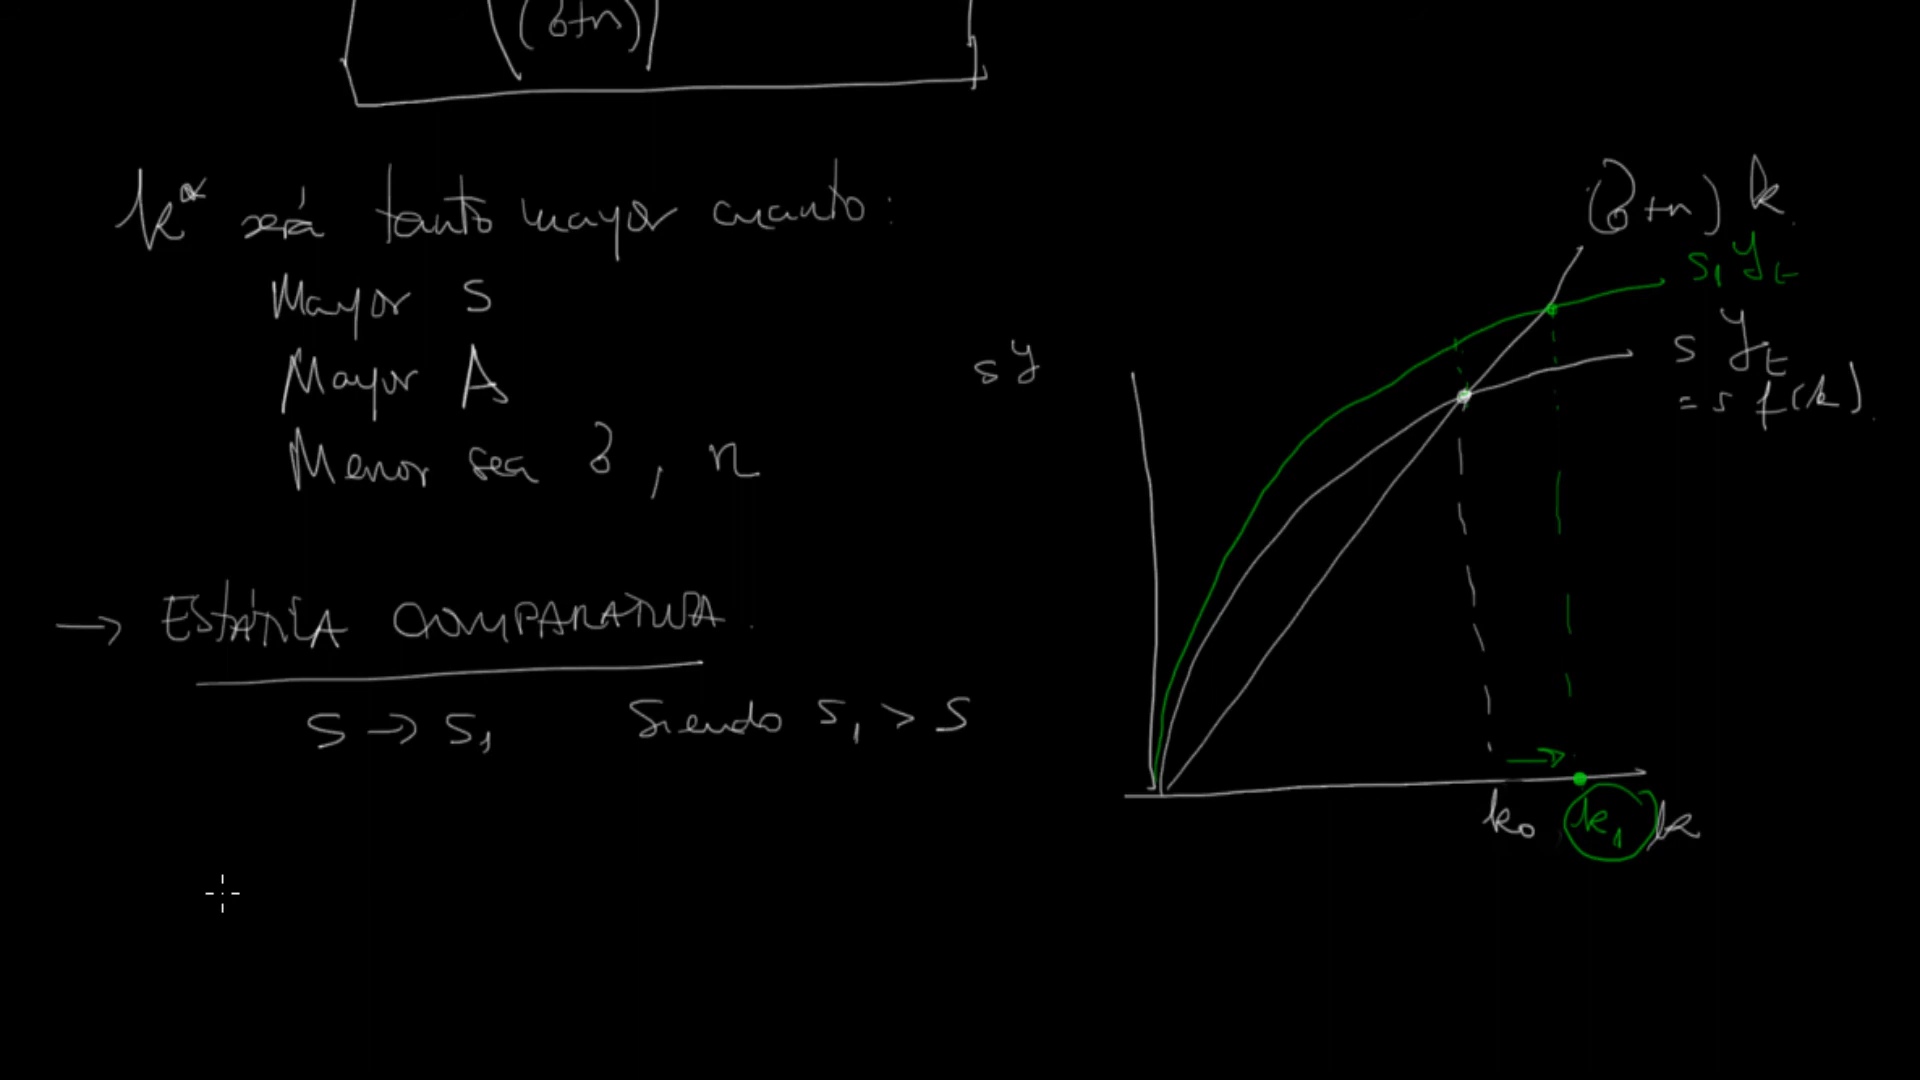 (δ+n)
k* será tanto mayor cuanto:
Mayor s
Mayor A
Menor sea δ, n
→ ESTÁTICA COMPARATIVA.
s → s₁ Siendo s₁ > s
(δ+n) k
s₁ yt
s yt
= s f(k).
sy
k₀ k₁ k